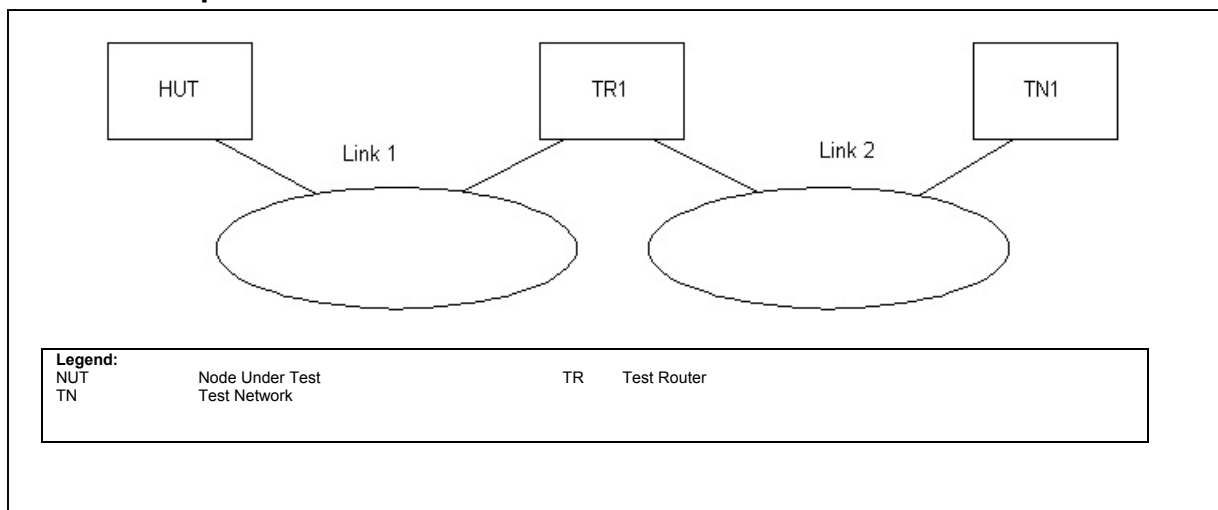 HUT
TR1
TN1
Link 1
Link 2
Legend:
NUT Node Under Test TR Test Router
TN Test Network